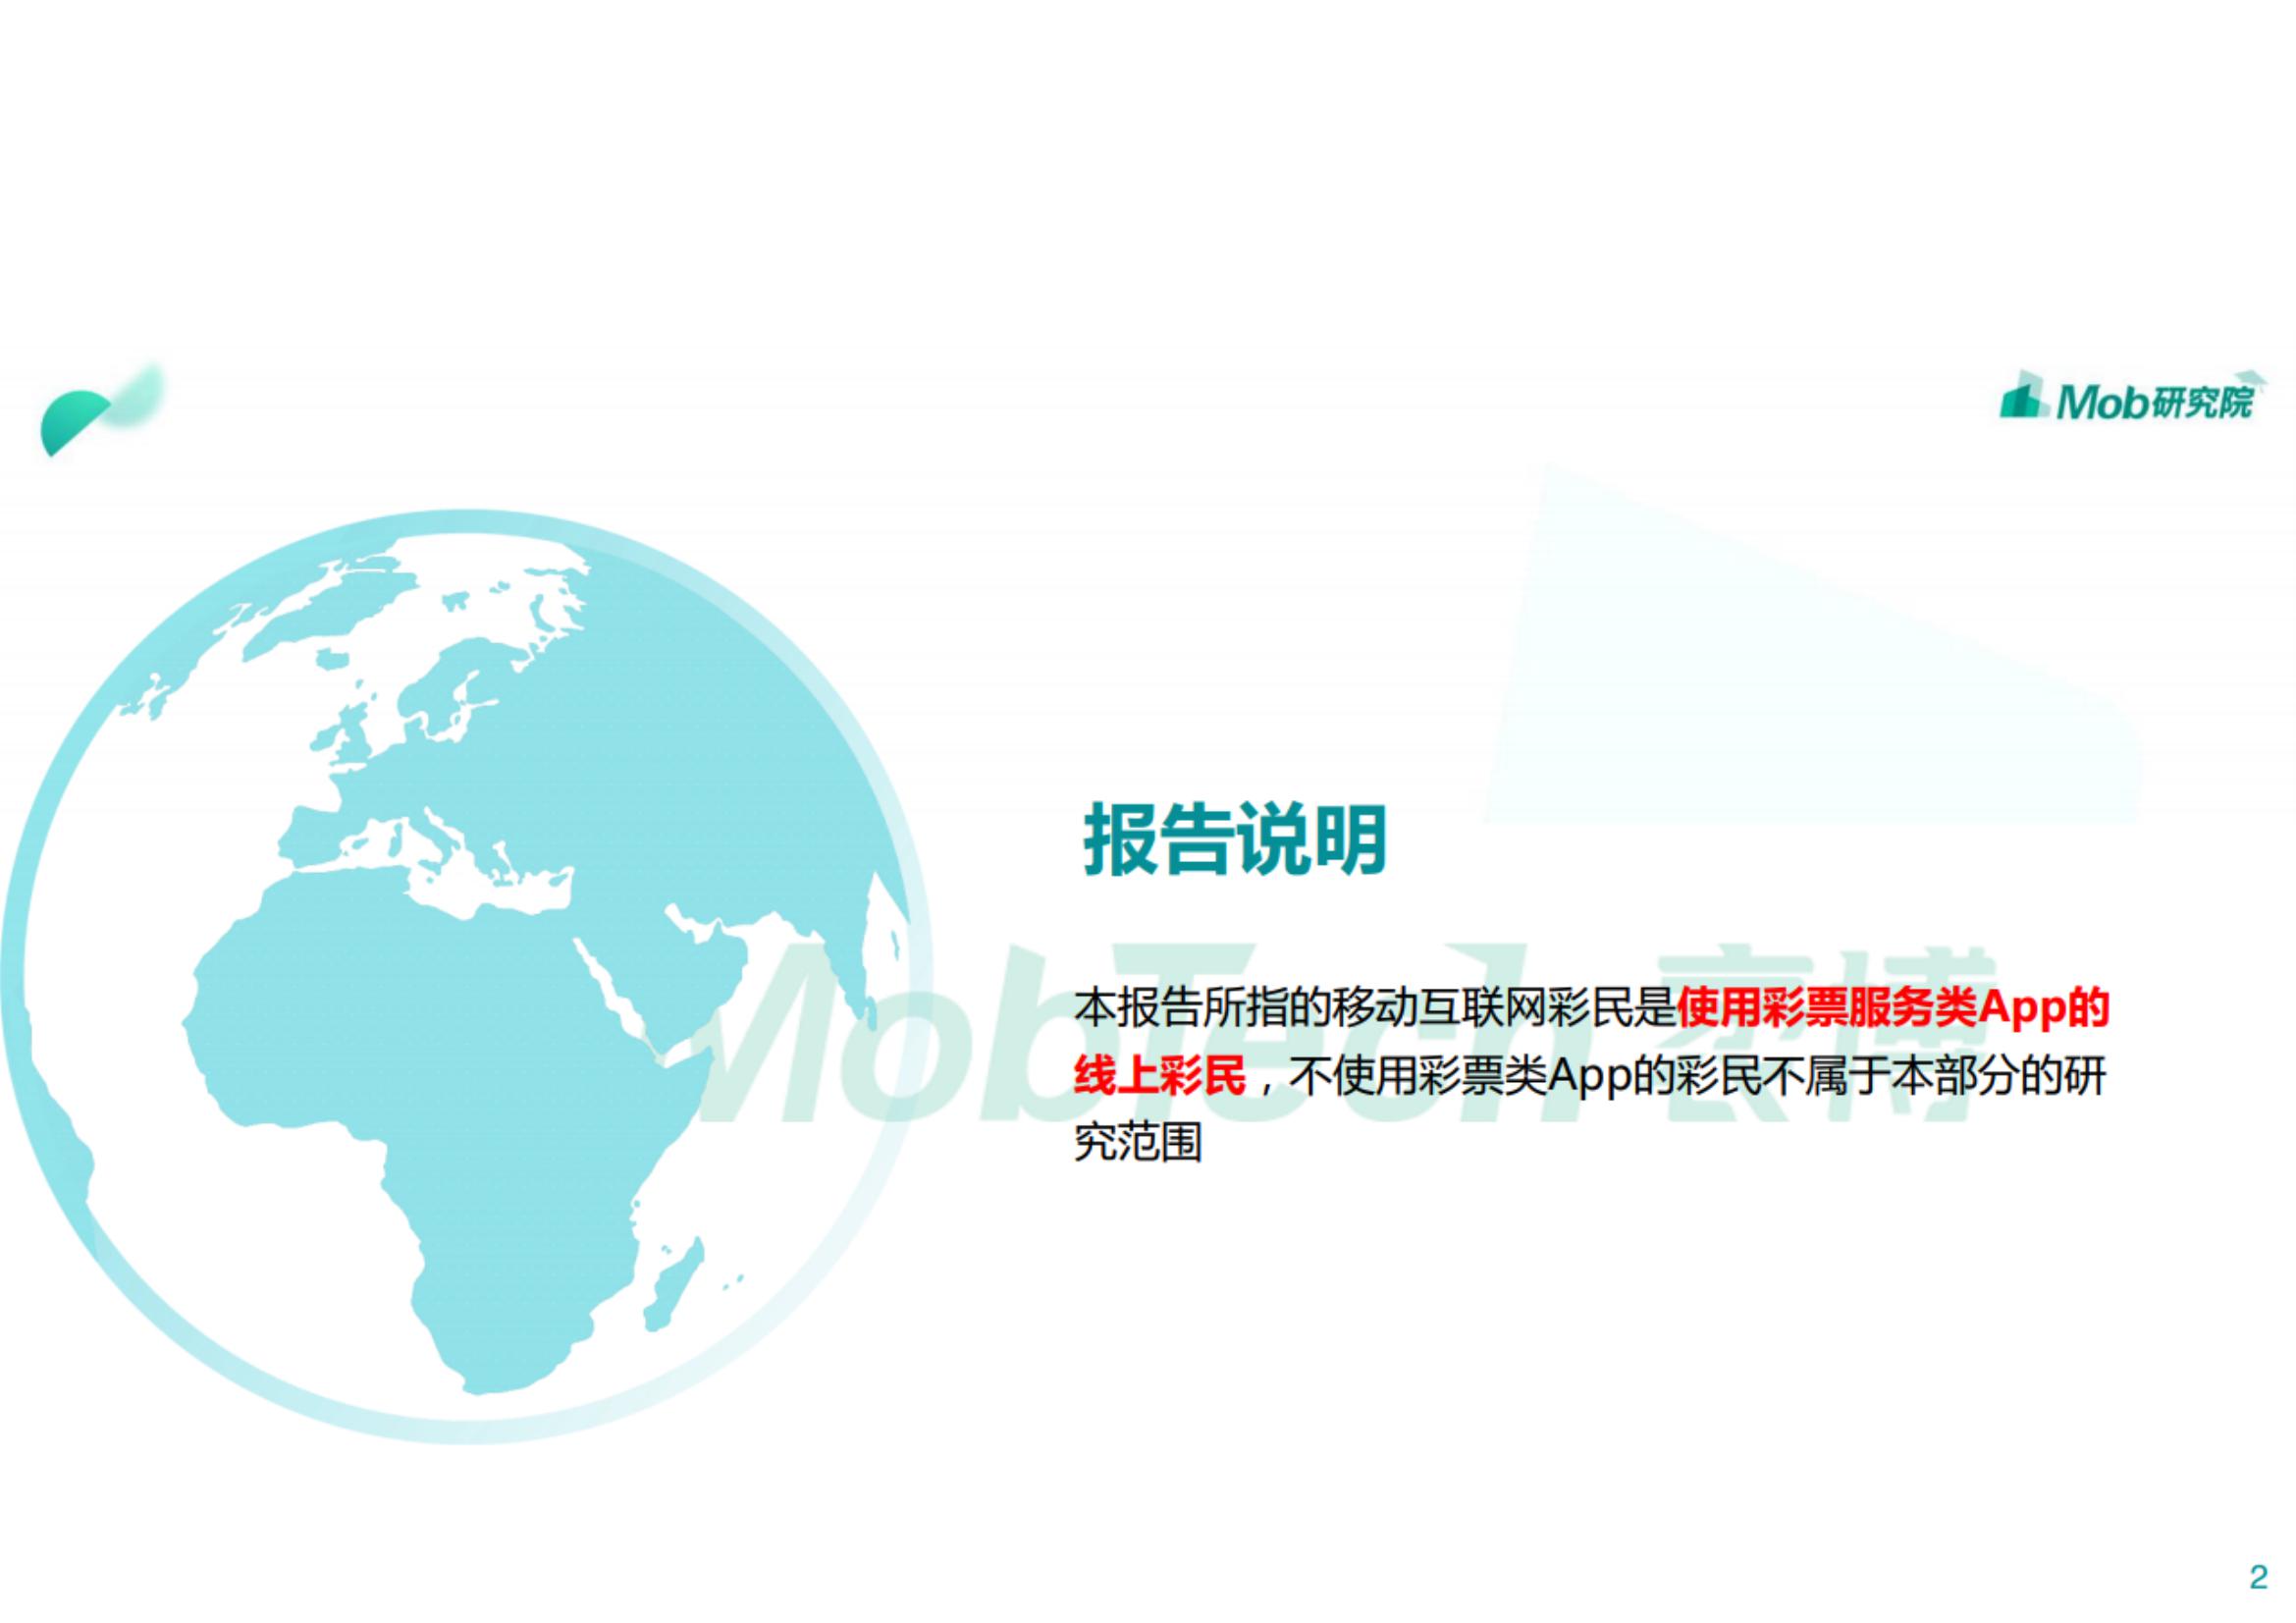 Mob研究院
报告说明
MobTech 袤博
本报告所指的移动互联网彩民是使用彩票服务类App的
线上彩民，不使用彩票类App的彩民不属于本部分的研
究范围
2